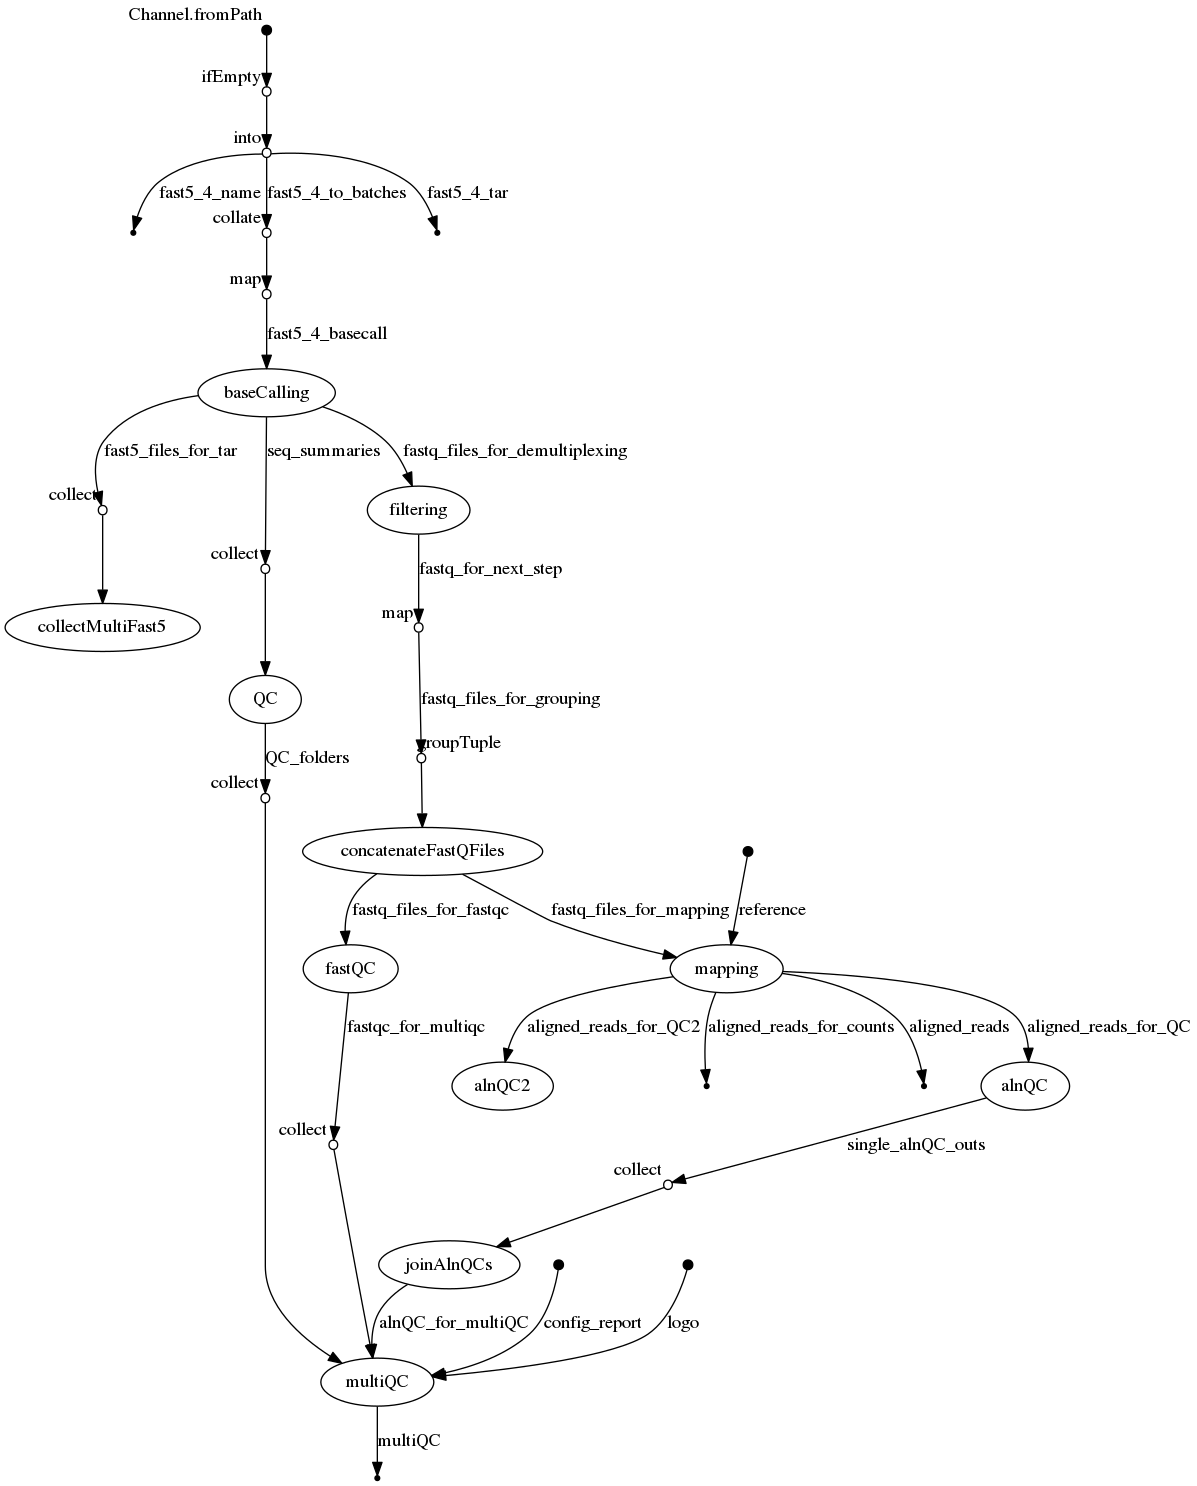 Channel.fromPath
ifEmpty
into
fast5_4_name
fast5_4_to_batches
fast5_4_tar
collate
map
fast5_4_basecall
baseCalling
fast5_files_for_tar
seq_summaries
fastq_files_for_demultiplexing
collect
filtering
collect
fastq_for_next_step
map
collectMultiFast5
QC
fastq_files_for_grouping
groupTuple
QC_folders
collect
concatenateFastQFiles
fastq_files_for_fastqc
fastq_files_for_mapping
reference
fastQC
mapping
fastqc_for_multiqc
aligned_reads_for_QC2
aligned_reads_for_counts
aligned_reads
aligned_reads_for_QC
alnQC2
alnQC
collect
single_alnQC_outs
collect
joinAlnQCs
alnQC_for_multiQC
config_report
logo
multiQC
multiQC